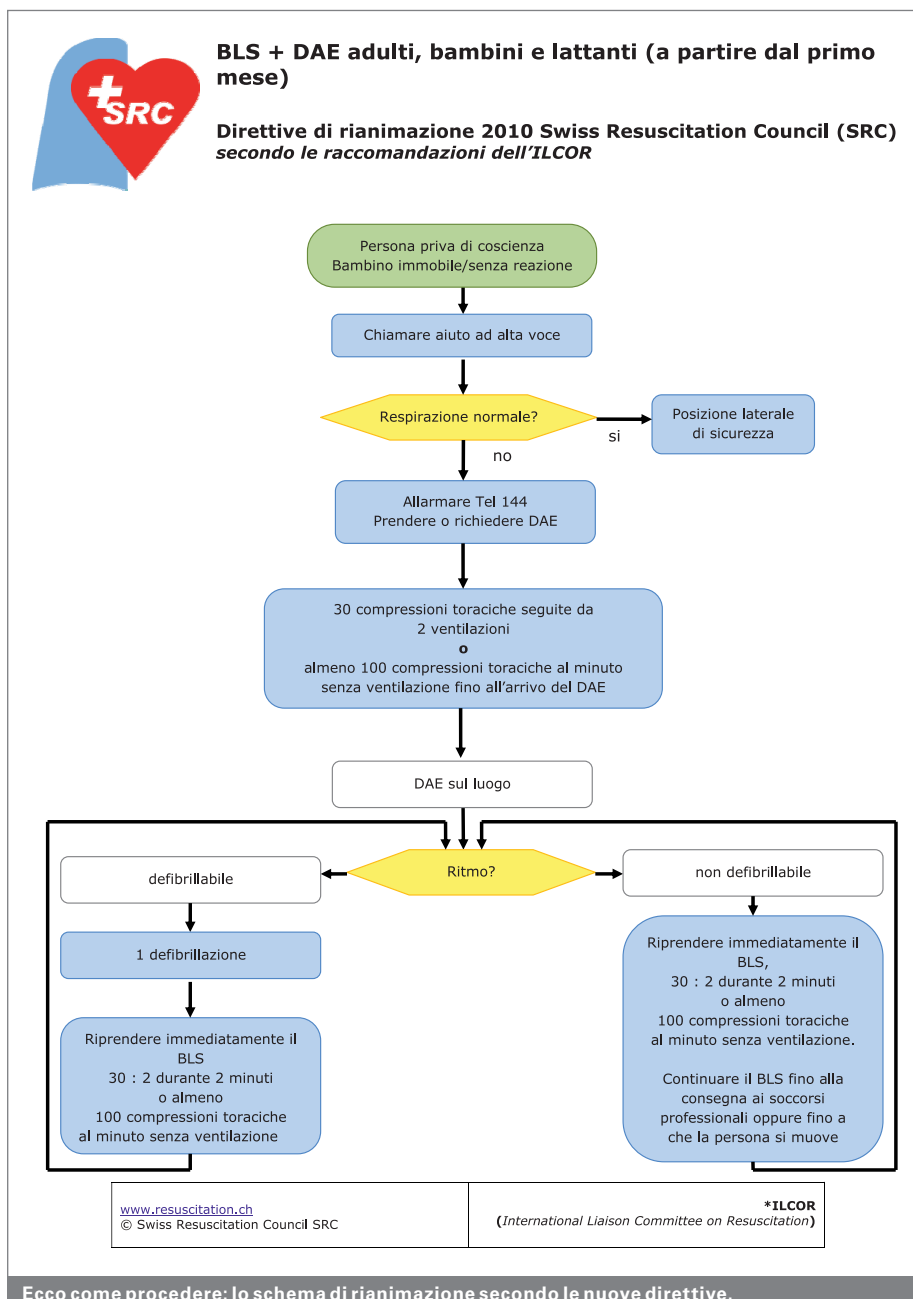 SRC
BLS + DAE adulti, bambini e lattanti (a partire dal primo
mese)
Direttive di rianimazione 2010 Swiss Resuscitation Council (SRC)
secondo le raccomandazioni dell'ILCOR
Persona priva di coscienza
Bambino immobile/senza reazione
Chiamare aiuto ad alta voce
Respirazione normale?
si
Posizione laterale
di sicurezza
no
Allarmare Tel 144
Prendere o richiedere DAE
30 compressioni toraciche seguite da
2 ventilazioni
o
almeno 100 compressioni toraciche al minuto
senza ventilazione fino all'arrivo del DAE
DAE sul luogo
Ritmo?
defibrillabile
non defibrillabile
1 defibrillazione
Riprendere immediatamente il
BLS
30 : 2 durante 2 minuti
o almeno
100 compressioni toraciche
al minuto senza ventilazione
Riprendere immediatamente il
BLS,
30 : 2 durante 2 minuti
o almeno
100 compressioni toraciche
al minuto senza ventilazione.
Continuare il BLS fino alla
consegna ai soccorsi
professionali oppure fino a
che la persona si muove
www.resuscitation.ch
© Swiss Resuscitation Council SRC
*ILCOR
(International Liaison Committee on Resuscitation)
Ecco come procedere: lo schema di rianimazione secondo le nuove direttive.